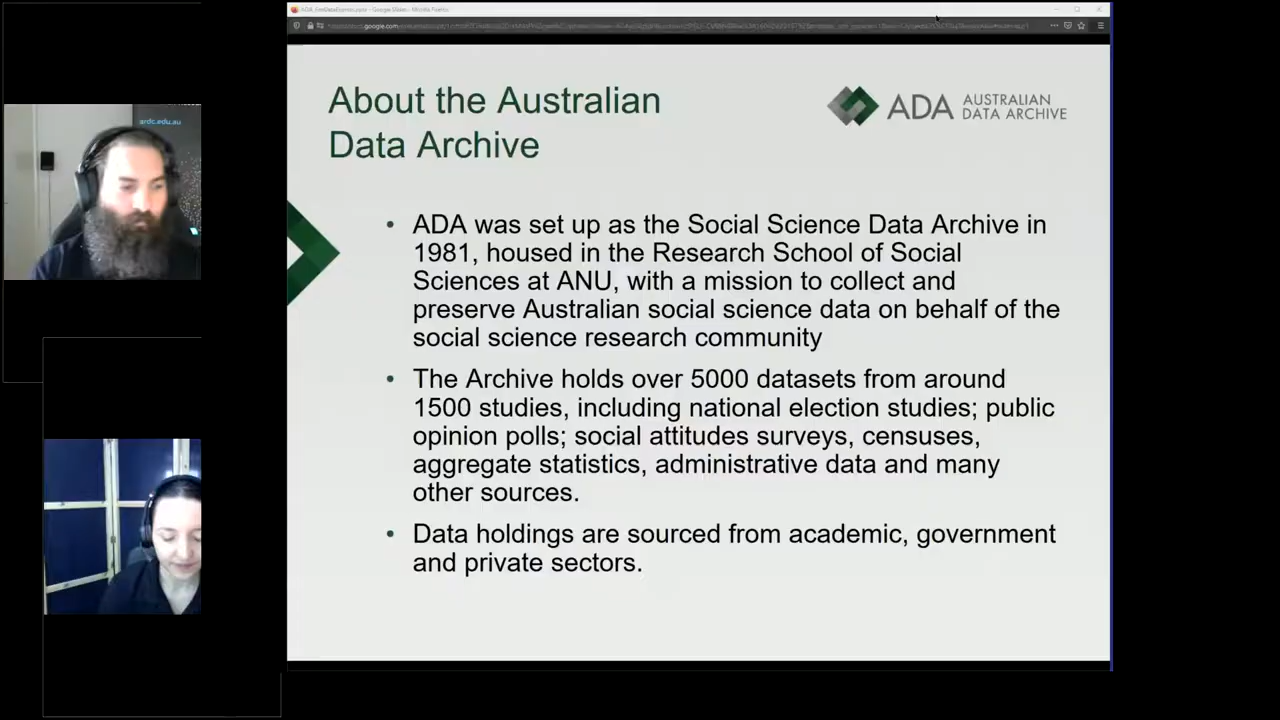 ardc.edu.au
About the Australian
Data Archive
ADA AUSTRALIAN
DATA ARCHIVE
• ADA was set up as the Social Science Data Archive in
1981, housed in the Research School of Social
Sciences at ANU, with a mission to collect and
preserve Australian social science data on behalf of the
social science research community
• The Archive holds over 5000 datasets from around
1500 studies, including national election studies; public
opinion polls; social attitudes surveys, censuses,
aggregate statistics, administrative data and many
other sources.
• Data holdings are sourced from academic, government
and private sectors.